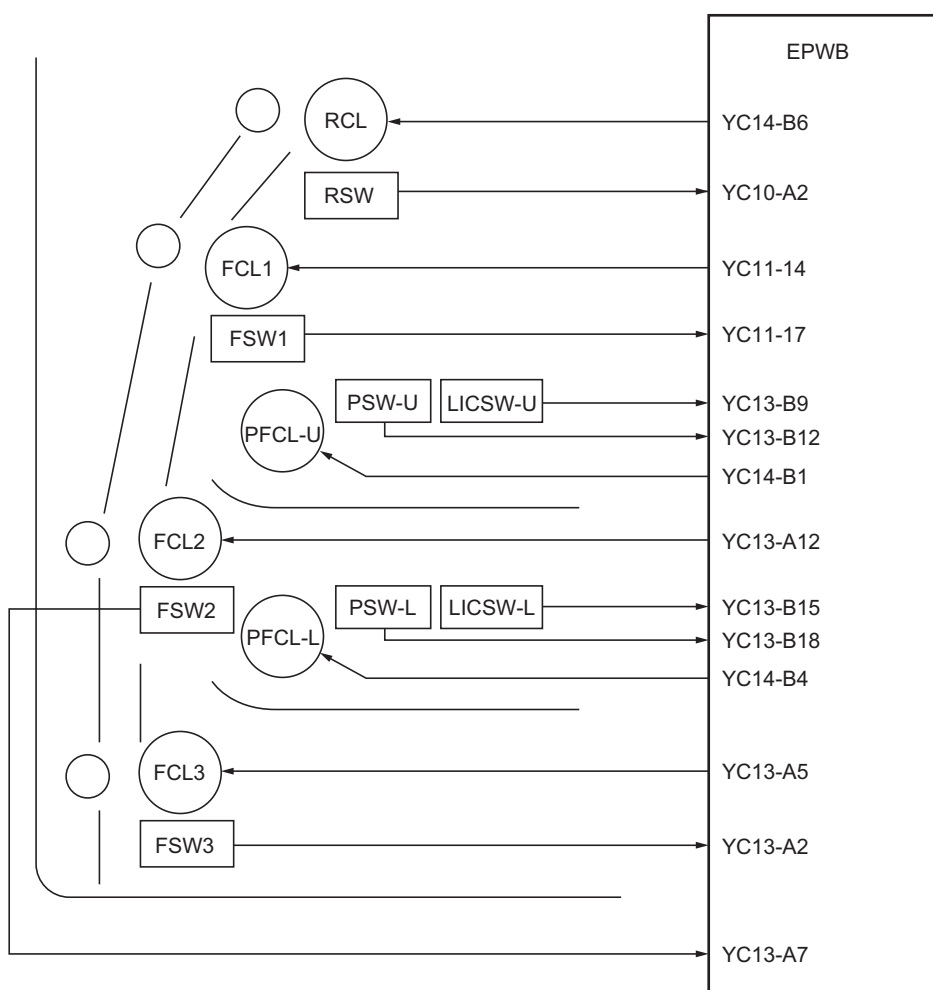 EPWB
RCL
YC14-B6
RSW
YC10-A2
FCL1
YC11-14
FSW1
YC11-17
PSW-U
LICSW-U
YC13-B9
PFCL-U
YC13-B12
YC14-B1
FCL2
YC13-A12
FSW2
PSW-L
LICSW-L
YC13-B15
PFCL-L
YC13-B18
YC14-B4
FCL3
YC13-A5
FSW3
YC13-A2
YC13-A7